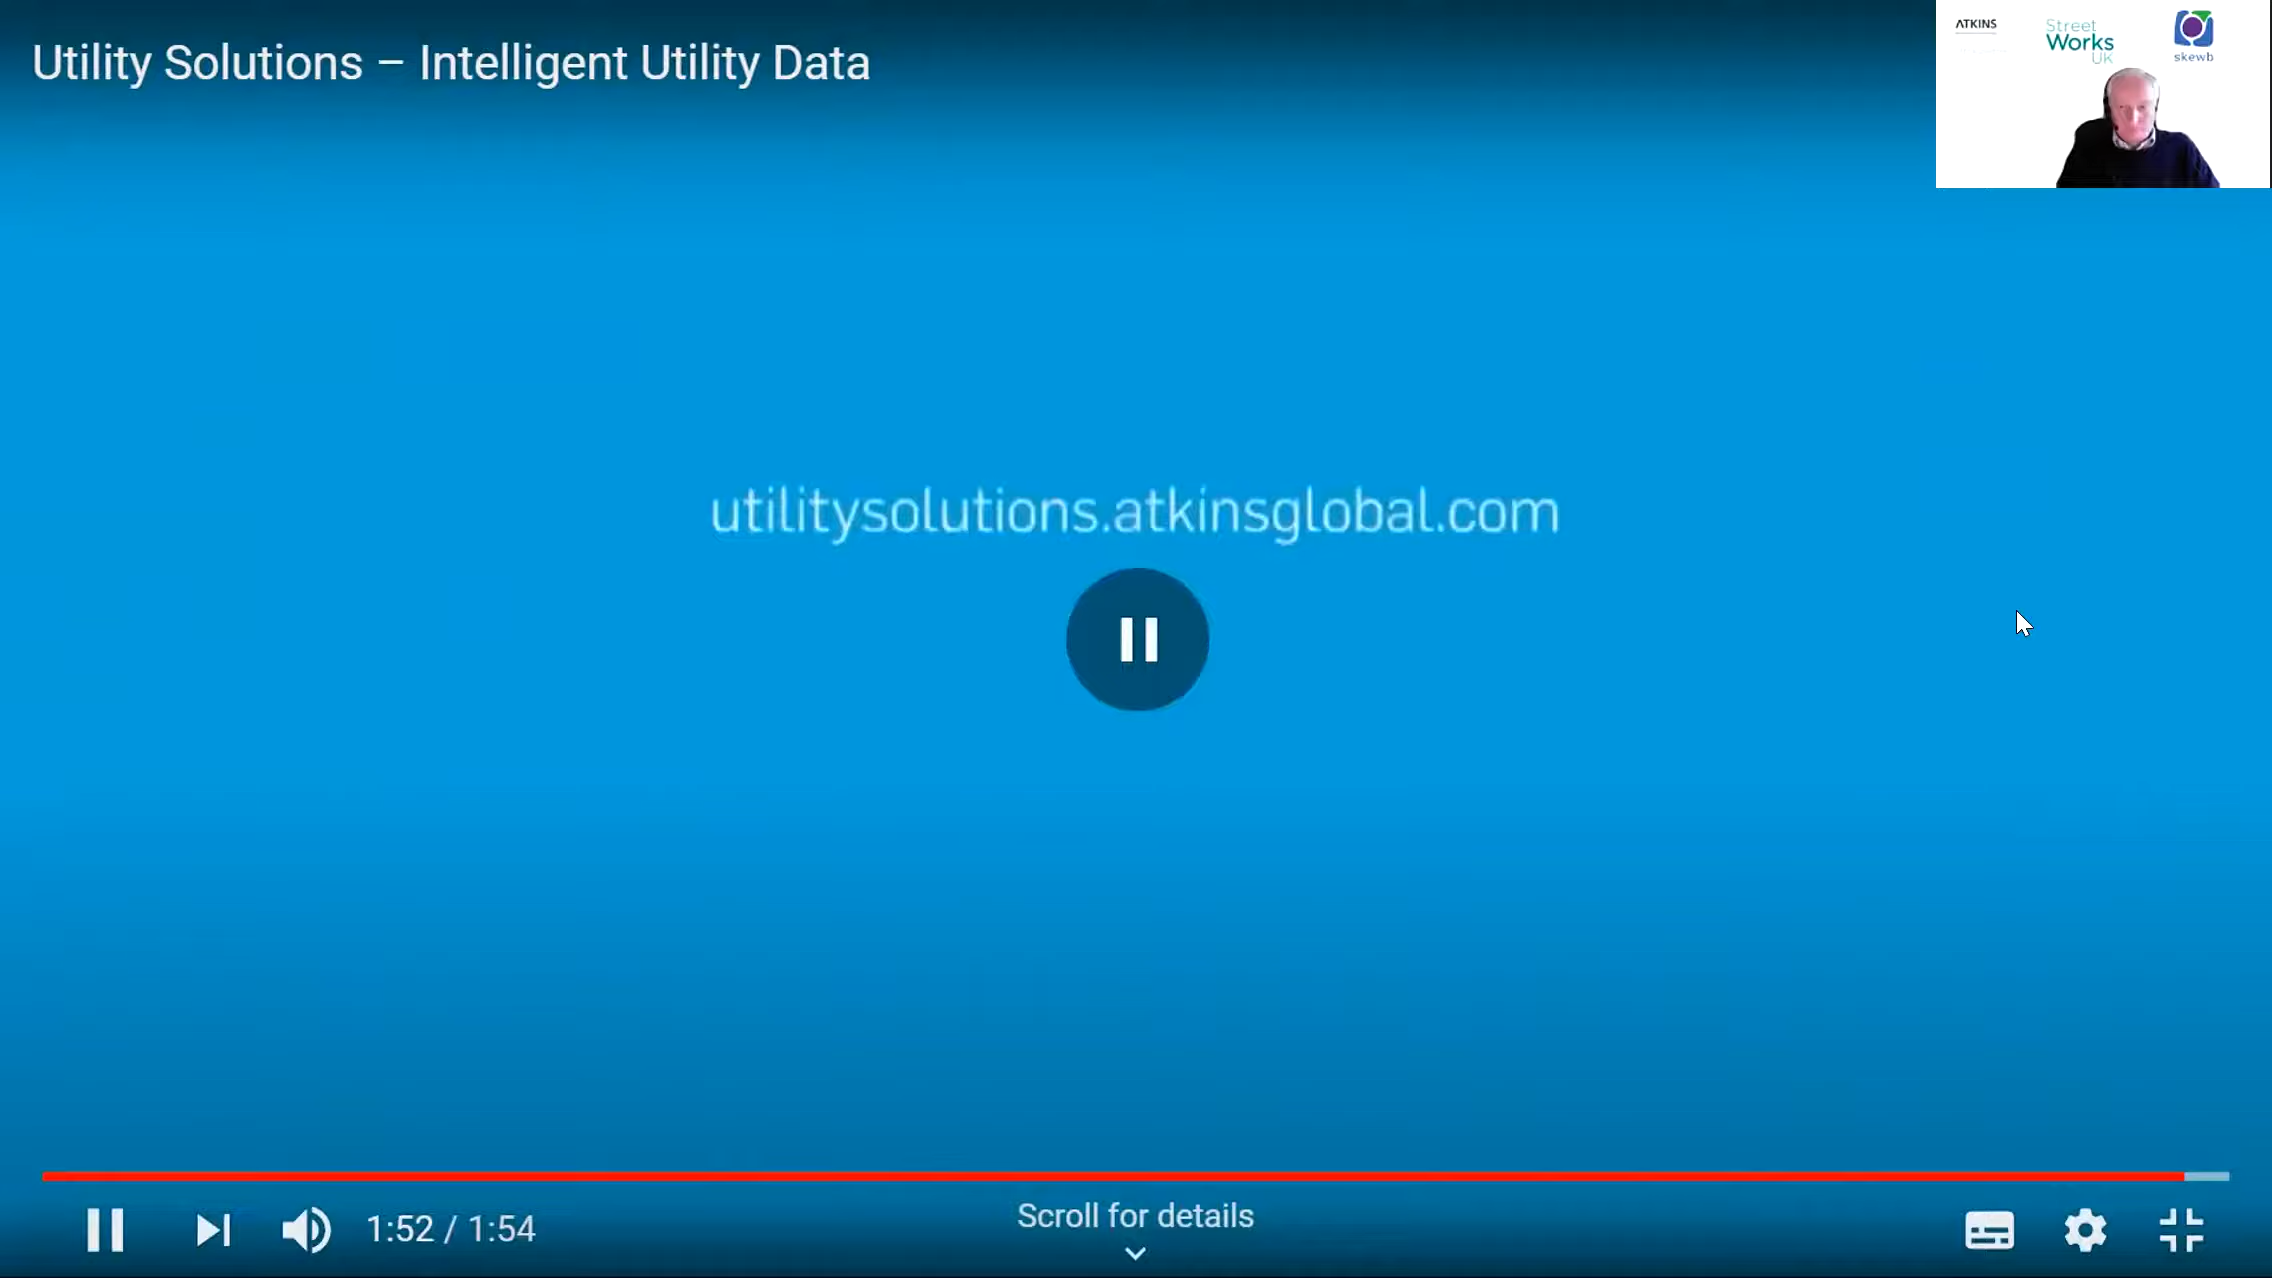 Utility Solutions – Intelligent Utility Data
ATKINS
Street
Works
UK
skewb
utilitysolutions.atkinsglobal.com
1:52 / 1:54
Scroll for details